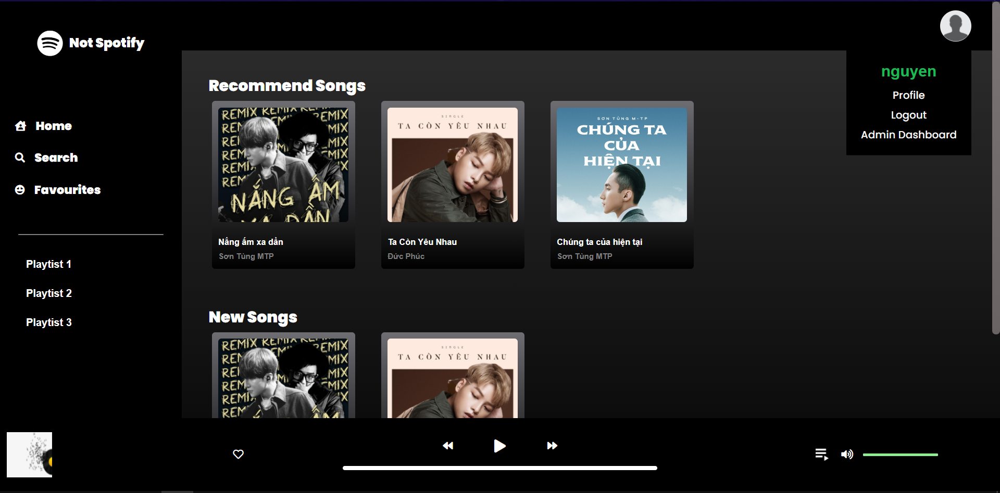 Not Spotify
Home
Search
Favourites
Playtist 1
Playtist 2
Playtist 3
nguyen
Profile
Logout
Admin Dashboard
Recommend Songs
REMIX REMIX REMIX
NẮNG ẤM
XA DẦN
Nắng ấm xa dần
Sơn Tùng MTP
SINGLE
TA CÒN YÊU NHAU
Ta Còn Yêu Nhau
Đức Phúc
SƠN TÙNG M-TP
CHÚNG TA
CỦA
HIỆN TẠI
Chúng ta của hiện tại
Sơn Tùng MTP
New Songs
REMIX REMIX REMIX
SINGLE
TA CÒN YÊU NHAU